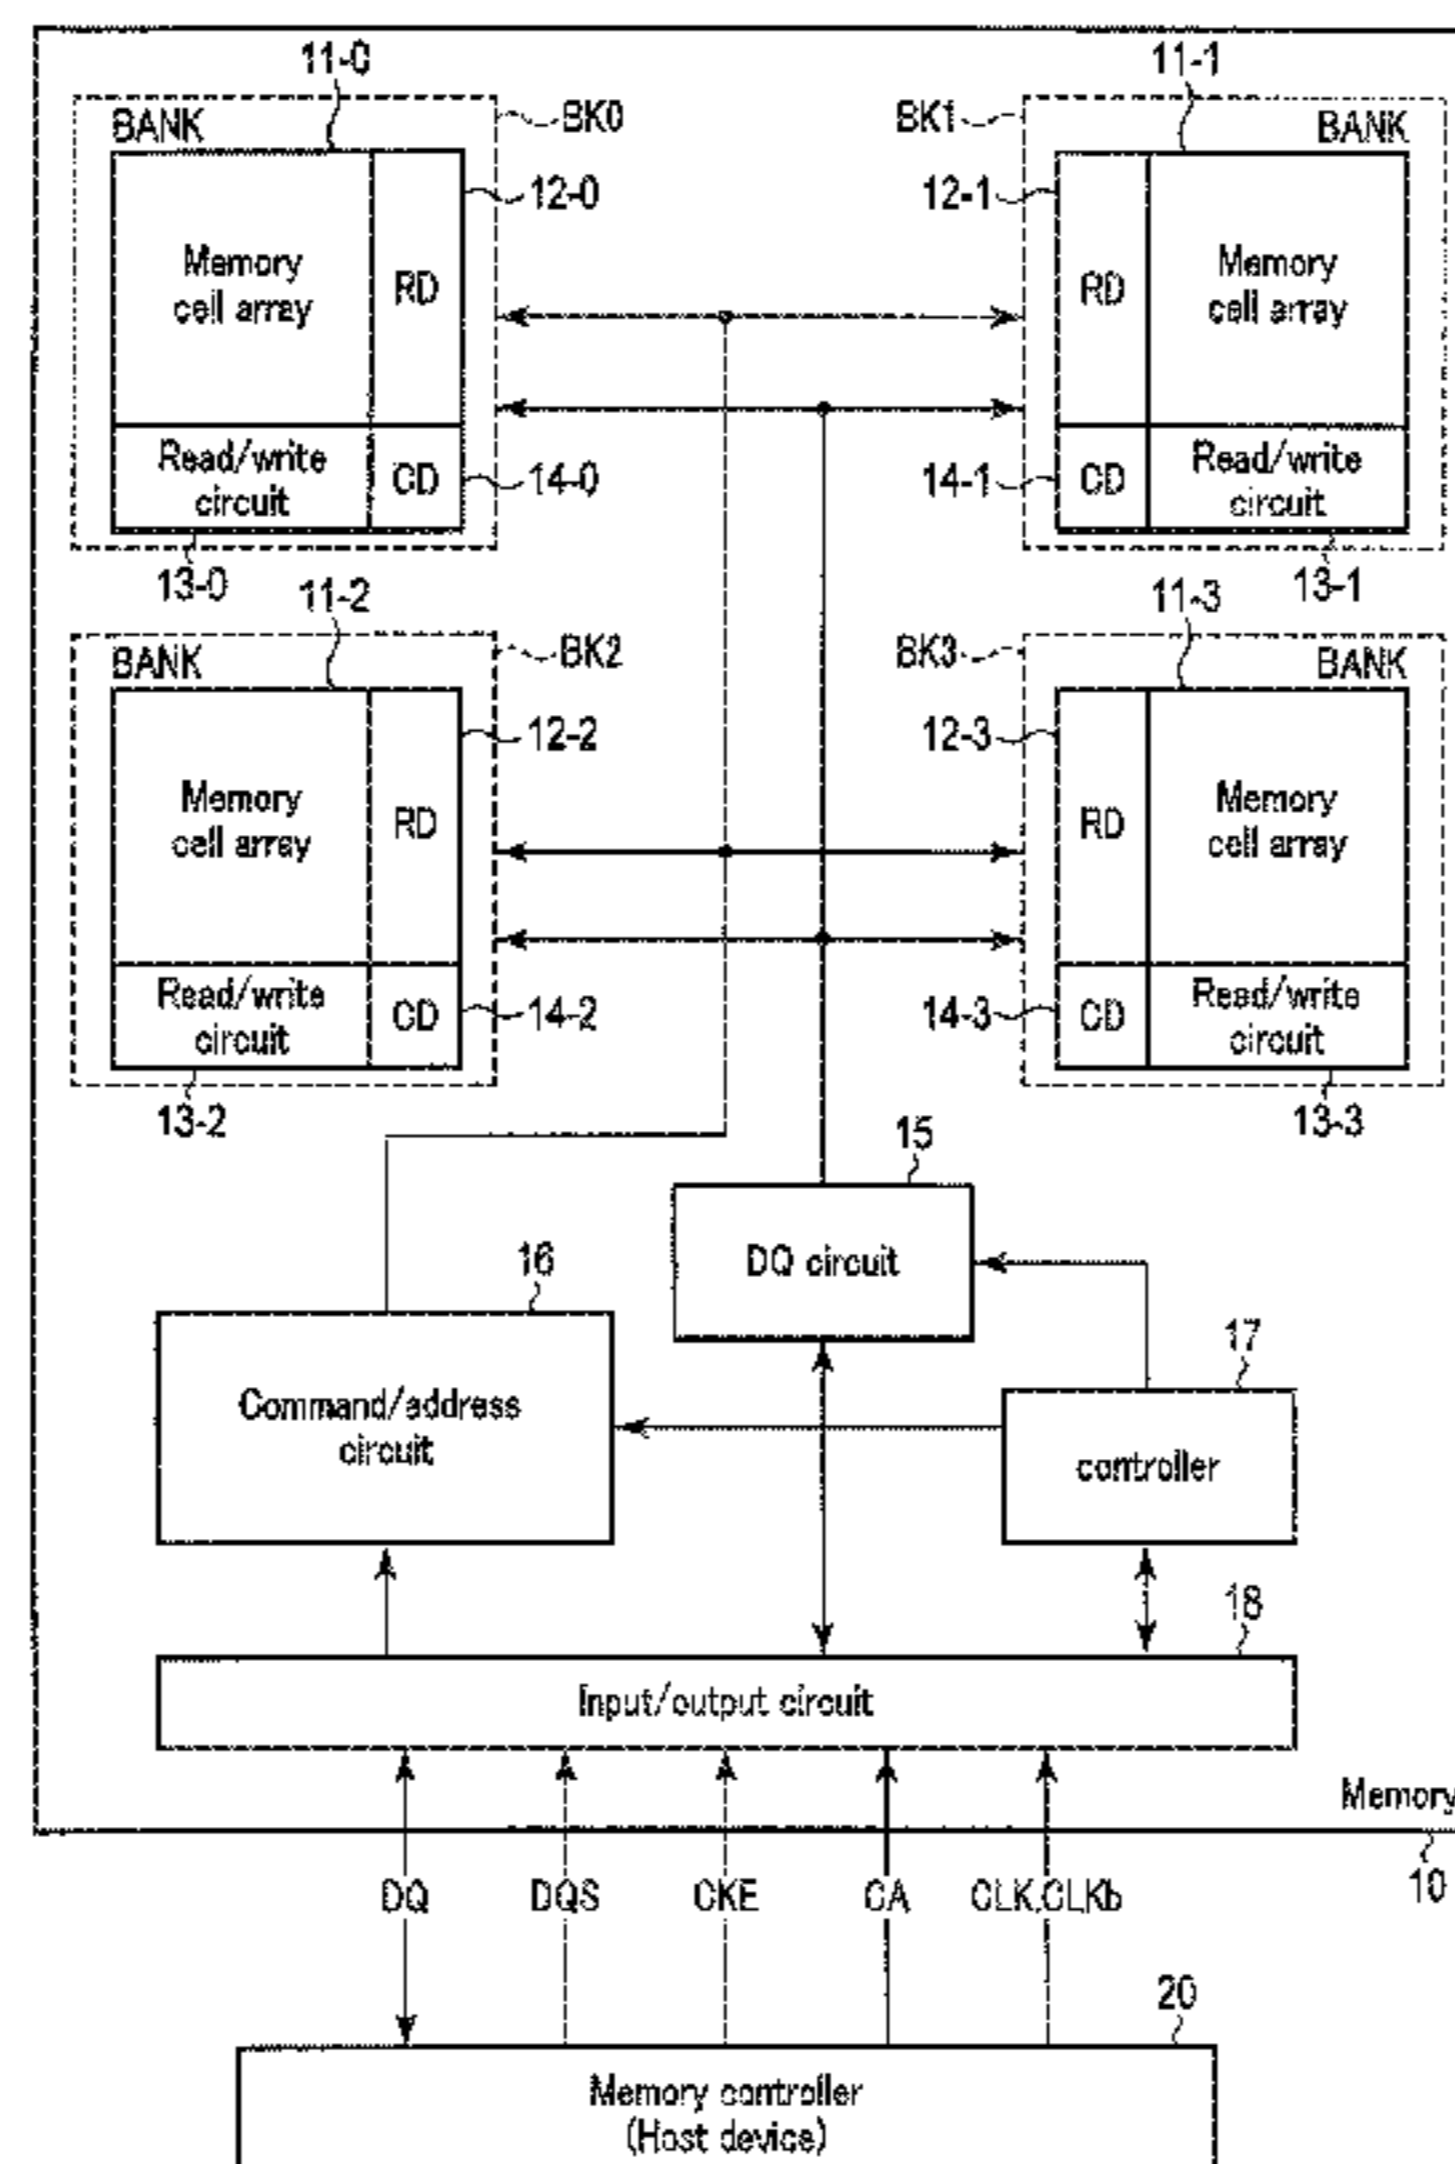 11-0
11-1
BANK
BK0
BK1
BANK
12-0
12-1
Memory
cell array
RD
RD
Memory
cell array
Read/write
circuit
CD
14-0
14-1
CD
Read/write
circuit
13-0
11-2
13-1
11-3
BANK
BK2
BK3
BANK
12-2
12-3
Memory
cell array
RD
RD
Memory
cell array
Read/write
circuit
CD
14-2
14-3
CD
Read/write
circuit
13-2
13-3
15
DQ circuit
16
17
Command/address
circuit
controller
18
Input/output circuit
Memory
10
DQ
DQS
CKE
CA
CLK,CLKb
20
Memory controller
(Host device)